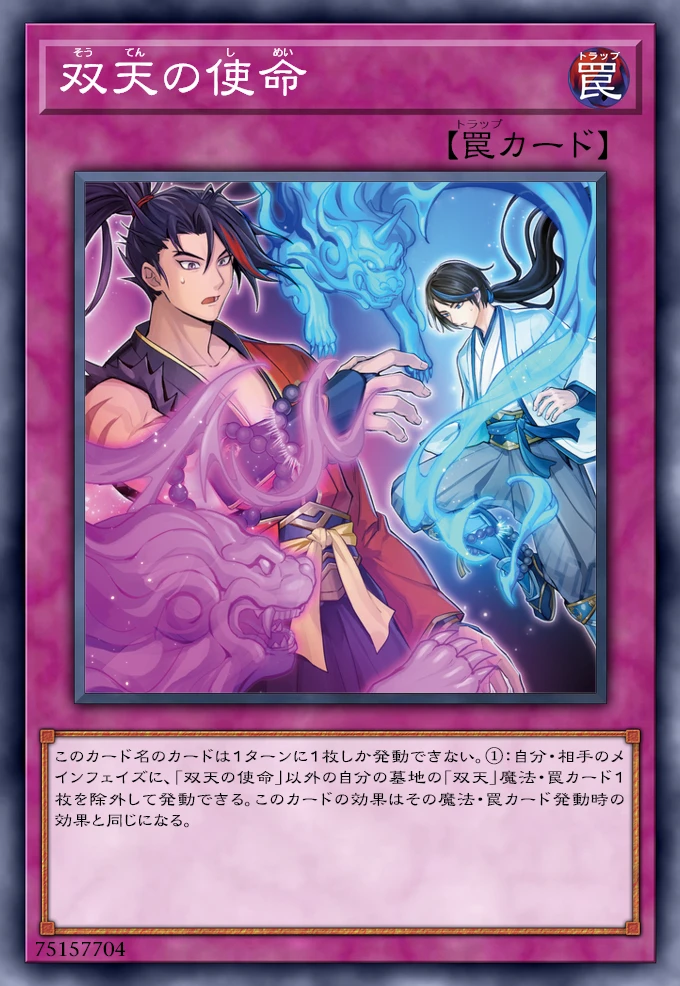 そう てん し めい
双天の使命
トラップ
罠
トラップ
【罠カード】
このカード名のカードは1ターンに1枚しか発動できない。①:自分・相手のメ
インフェイズに、「双天の使命」以外の自分の墓地の「双天」魔法・罠カード1
枚を除外して発動できる。このカードの効果はその魔法・罠カード発動時の
効果と同じになる。
75157704